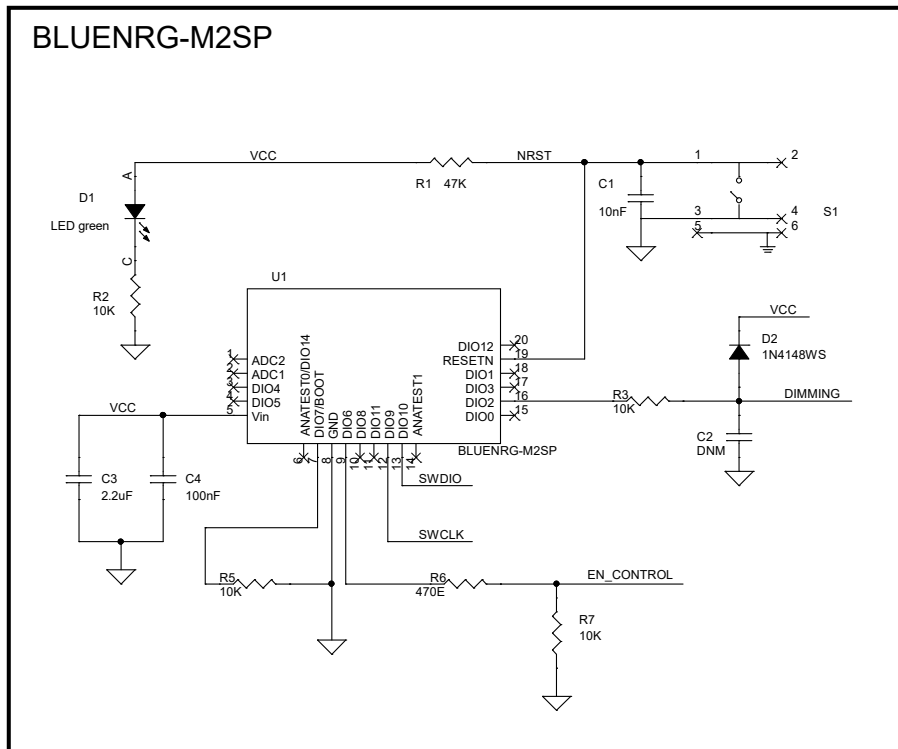 BLUENRG-M2SP
VCC
R1 47K
NRST
1
2
A
D1
LED green
C
C1
10nF
3
4
S1
5
6
R2
10K
U1
VCC
D2
1N4148WS
1
2
3
4
5
ADC2
ADC1
DIO4
DIO5
Vin
ANATEST0/DIO14
DIO7/BOOT
GND
DIO6
DIO8
DIO11
DIO9
DIO10
ANATEST1
DIO12
RESETN
DIO1
DIO3
DIO2
DIO0
20
19
18
17
16
15
R3
10K
DIMMING
VCC
BLUENRG-M2SP
6
7
8
9
10
11
12
13
14
C2
DNM
C3
2.2uF
C4
100nF
SWDIO
SWCLK
R5
10K
R6
470E
EN_CONTROL
R7
10K